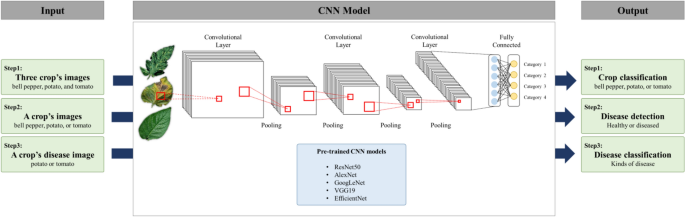 Input
CNN Model
Output
Step1:
Three crop's images
bell pepper, potato, and tomato
Step2:
A crop's images
bell pepper, potato, or tomato
Step3:
A crop's disease image
potato or tomato
Convolutional
Layer
Convolutional
Layer
Convolutional
Layer
Fully
Connected
Category 1
Category 2
Category 3
Category 4
Pooling
Pooling
Pooling
Pooling
Pre-trained CNN models
• ResNet50
• AlexNet
• GoogLeNet
• VGG19
• EfficientNet
Step1:
Crop classification
bell pepper, potato, or tomato
Step2:
Disease detection
Healthy or diseased
Step3:
Disease classification
Kinds of disease